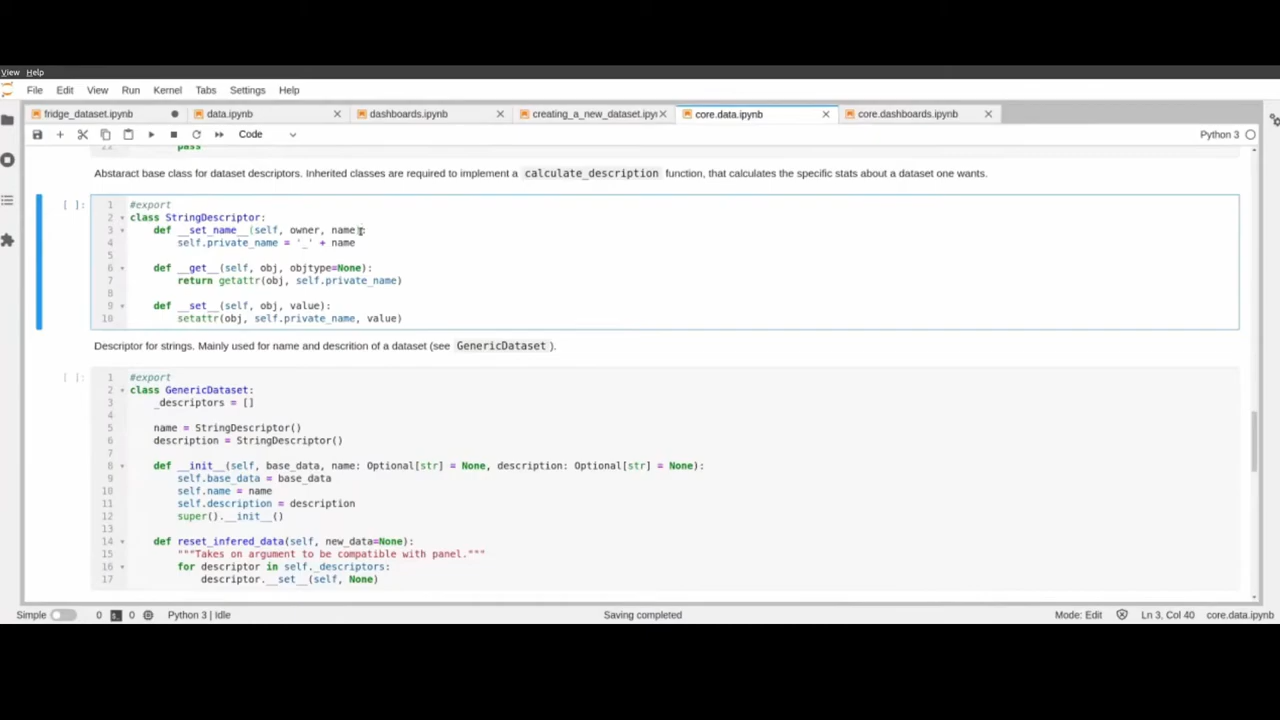 View Help
File Edit View Run Kernel Tabs Settings Help
fridge_dataset.ipynb data.ipynb dashboards.ipynb creating_a_new_dataset.ipyn core.data.ipynb core.dashboards.ipynb
Code Python 3
22 pass
Abstaract base class for dataset descriptors. Inherited classes are required to implement a calculate_description function, that calculates the specific stats about a dataset one wants.
[ ]: 1 #export
2 class StringDescriptor:
3 def __set_name__(self, owner, name):
4 self.private_name = '_' + name
5
6 def __get__(self, obj, objtype=None):
7 return getattr(obj, self.private_name)
8
9 def __set__(self, obj, value):
10 setattr(obj, self.private_name, value)
Descriptor for strings. Mainly used for name and descrition of a dataset (see GenericDataset ).
[ ]: 1 #export
2 class GenericDataset:
3 _descriptors = []
4
5 name = StringDescriptor()
6 description = StringDescriptor()
7
8 def __init__(self, base_data, name: Optional[str] = None, description: Optional[str] = None):
9 self.base_data = base_data
10 self.name = name
11 self.description = description
12 super().__init__()
13
14 def reset_infered_data(self, new_data=None):
15 """Takes on argument to be compatible with panel."""
16 for descriptor in self._descriptors:
17 descriptor.__set__(self, None)
Simple 0 0 Python 3 | Idle Saving completed Mode: Edit Ln 3, Col 40 core.data.ipynb